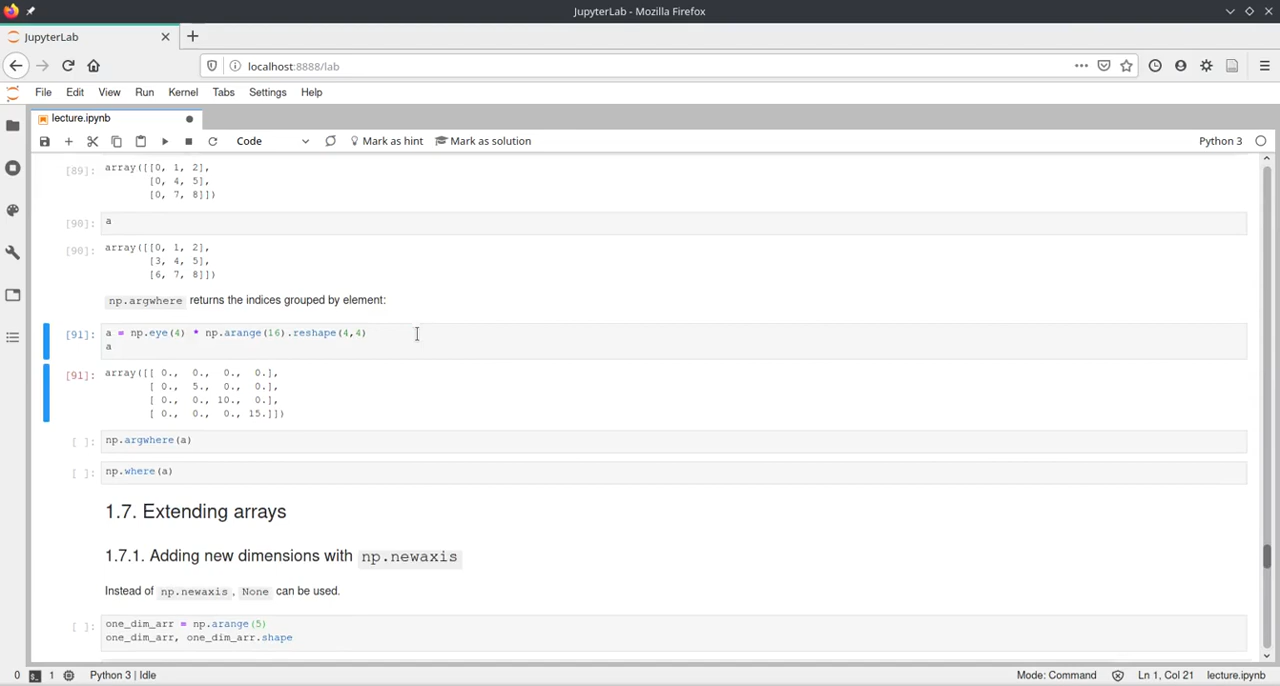 JupyterLab - Mozilla Firefox
JupyterLab
localhost:8888/lab
File Edit View Run Kernel Tabs Settings Help
lecture.ipynb
Code Mark as hint Mark as solution Python 3
[89]: array([[0, 1, 2],
[0, 4, 5],
[0, 7, 8]])
[90]: a
[90]: array([[0, 1, 2],
[3, 4, 5],
[6, 7, 8]])
np.argwhere returns the indices grouped by element:
[91]: a = np.eye(4) * np.arange(16).reshape(4,4)
a
[91]: array([[ 0., 0., 0., 0.],
[ 0., 5., 0., 0.],
[ 0., 0., 10., 0.],
[ 0., 0., 0., 15.]])
[ ]: np.argwhere(a)
[ ]: np.where(a)
1.7. Extending arrays
1.7.1. Adding new dimensions with np.newaxis
Instead of np.newaxis, None can be used.
[ ]: one_dim_arr = np.arange(5)
one_dim_arr, one_dim_arr.shape
0 1 Python 3 | Idle Mode: Command Ln 1, Col 21 lecture.ipynb